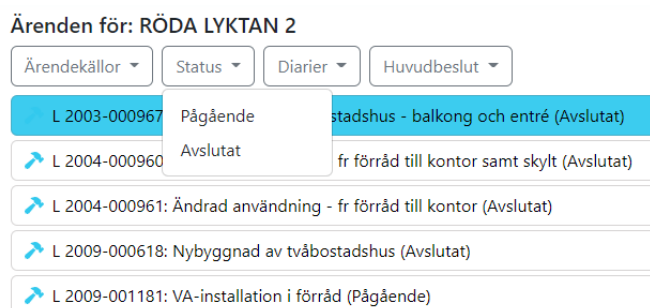 Ärenden för: RÖDA LYKTAN 2
Ärendekällor Status Diarier Huvudbeslut
Pågående
Avslutat
L 2003-000967 ostadshus - balkong och entré (Avslutat)
L 2004-000960 fr förråd till kontor samt skylt (Avslutat)
L 2004-000961: Ändrad användning - fr förråd till kontor (Avslutat)
L 2009-000618: Nybyggnad av tvåbostadshus (Avslutat)
L 2009-001181: VA-installation i förråd (Pågående)